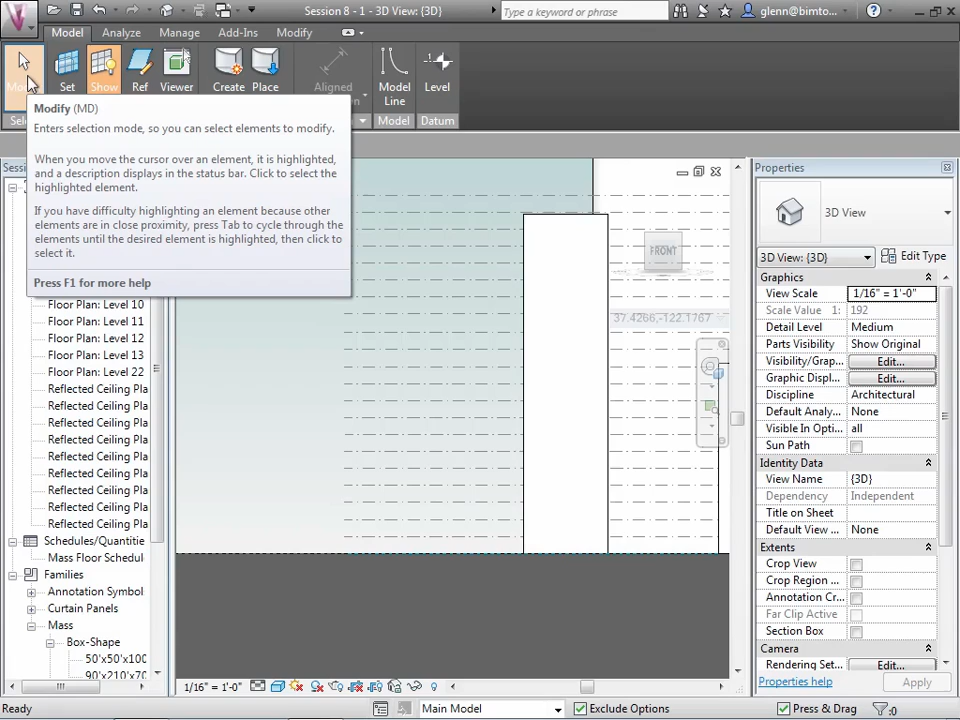 Session 8 - 1 - 3D View: {3D}
Type a keyword or phrase
glenn@bimto...
Model
Analyze
Manage
Add-Ins
Modify
Set
Show
Ref
Viewer
Create
Place
Aligned
Model
Line
Level
Model
Datum
Modify (MD)
Enters selection mode, so you can select elements to modify.
When you move the cursor over an element, it is highlighted,
and a description displays in the status bar. Click to select the
highlighted element.
If you have difficulty highlighting an element because other
elements are in close proximity, press Tab to cycle through the
elements until the desired element is highlighted, then click to
select it.
Press F1 for more help
Floor Plan: Level 10
Floor Plan: Level 11
Floor Plan: Level 12
Floor Plan: Level 13
Floor Plan: Level 22
Reflected Ceiling Pla
Reflected Ceiling Pla
Reflected Ceiling Pla
Reflected Ceiling Pla
Reflected Ceiling Pla
Reflected Ceiling Pla
Reflected Ceiling Pla
Reflected Ceiling Pla
Reflected Ceiling Pla
Schedules/Quantitie
Mass Floor Schedul
Families
Annotation Symbol
Curtain Panels
Mass
Box-Shape
50'x50'x100
90'x210'x70
FRONT
37.4266,-122.1767
1/16" = 1'-0"
Properties
3D View
3D View: {3D}
Edit Type
Graphics
View Scale 1/16" = 1'-0"
Scale Value 1: 192
Detail Level Medium
Parts Visibility Show Original
Visibility/Grap... Edit...
Graphic Displ... Edit...
Discipline Architectural
Default Analy... None
Visible In Opti... all
Sun Path
Identity Data
View Name {3D}
Dependency Independent
Title on Sheet
Default View ... None
Extents
Crop View
Crop Region ...
Annotation Cr...
Far Clip Active
Section Box
Camera
Rendering Set... Edit...
Properties help
Apply
Ready
Main Model
Exclude Options
Press & Drag
:0